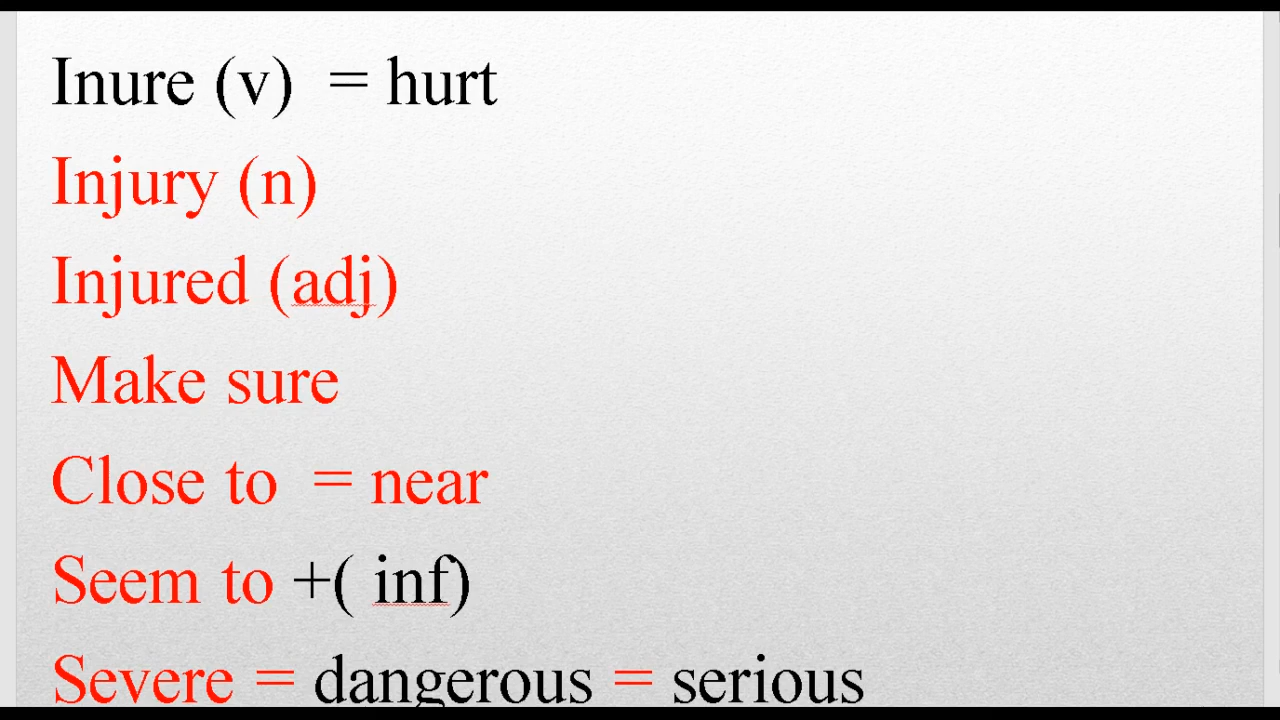 Inure (v) = hurt
Injury (n)
Injured (adj)
Make sure
Close to = near
Seem to +( inf)
Severe = dangerous = serious